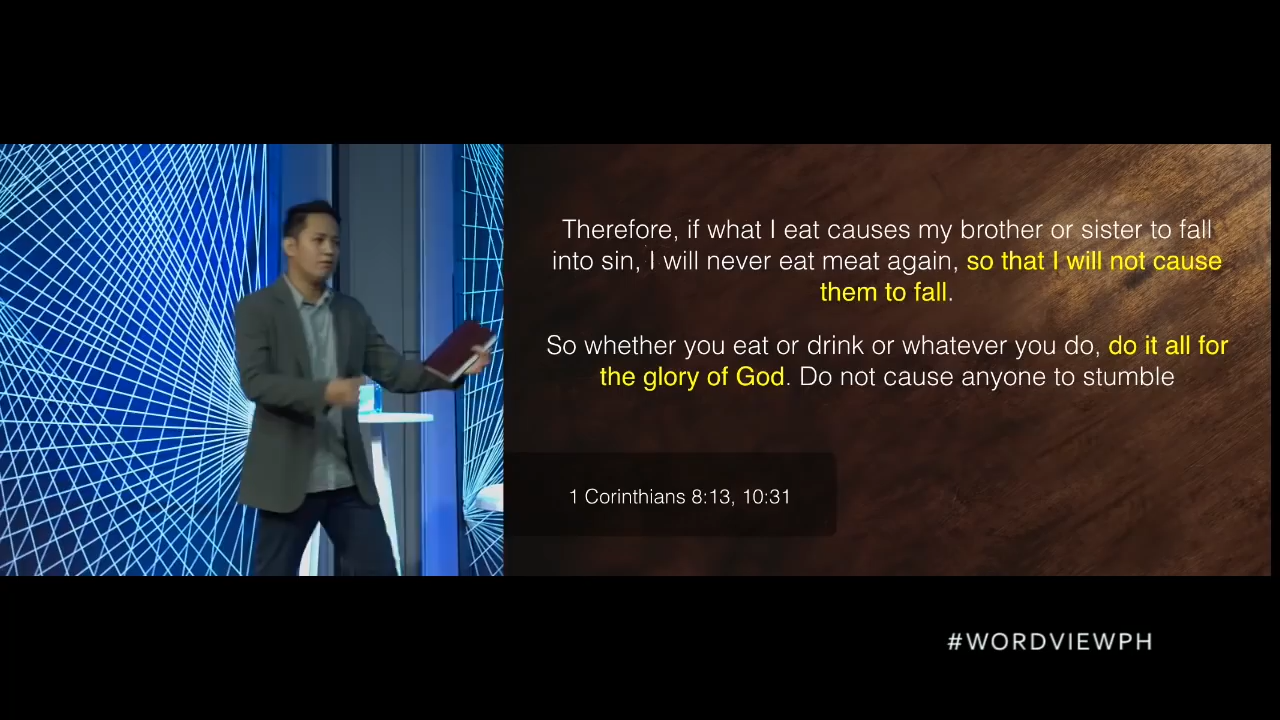 Therefore, if what I eat causes my brother or sister to fall
into sin, I will never eat meat again, so that I will not cause
them to fall.
So whether you eat or drink or whatever you do, do it all for
the glory of God. Do not cause anyone to stumble
1 Corinthians 8:13, 10:31
#WORDVIEWPH